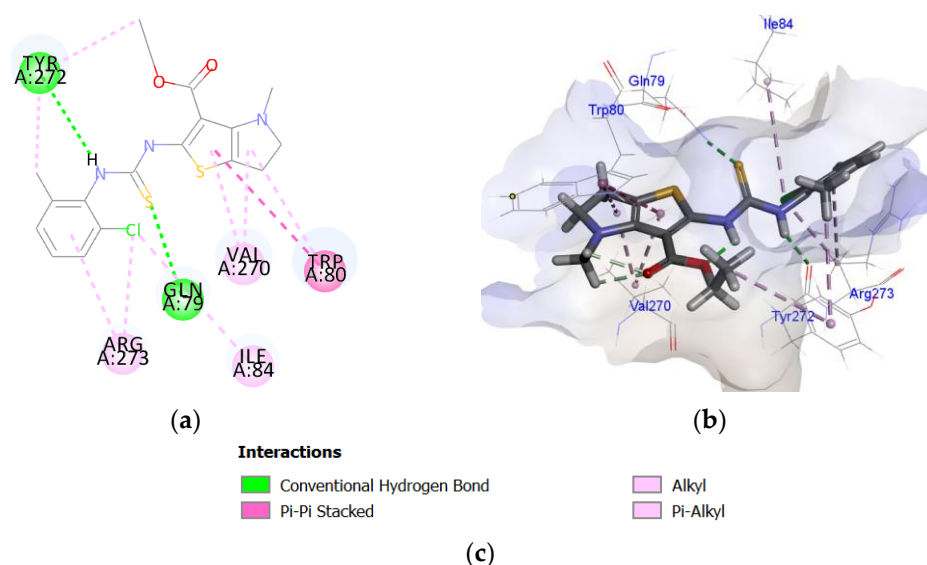 TYR
A:272
O
O
N
H
N
N
S
S
Cl
VAL
A:270
TRP
A:80
GLN
A:79
ARG
A:273
ILE
A:84
Ile84
Gln79
Trp80
Val270
Arg273
Tyr272
(a)
(b)
Interactions
Conventional Hydrogen Bond
Alkyl
Pi-Pi Stacked
Pi-Alkyl
(c)